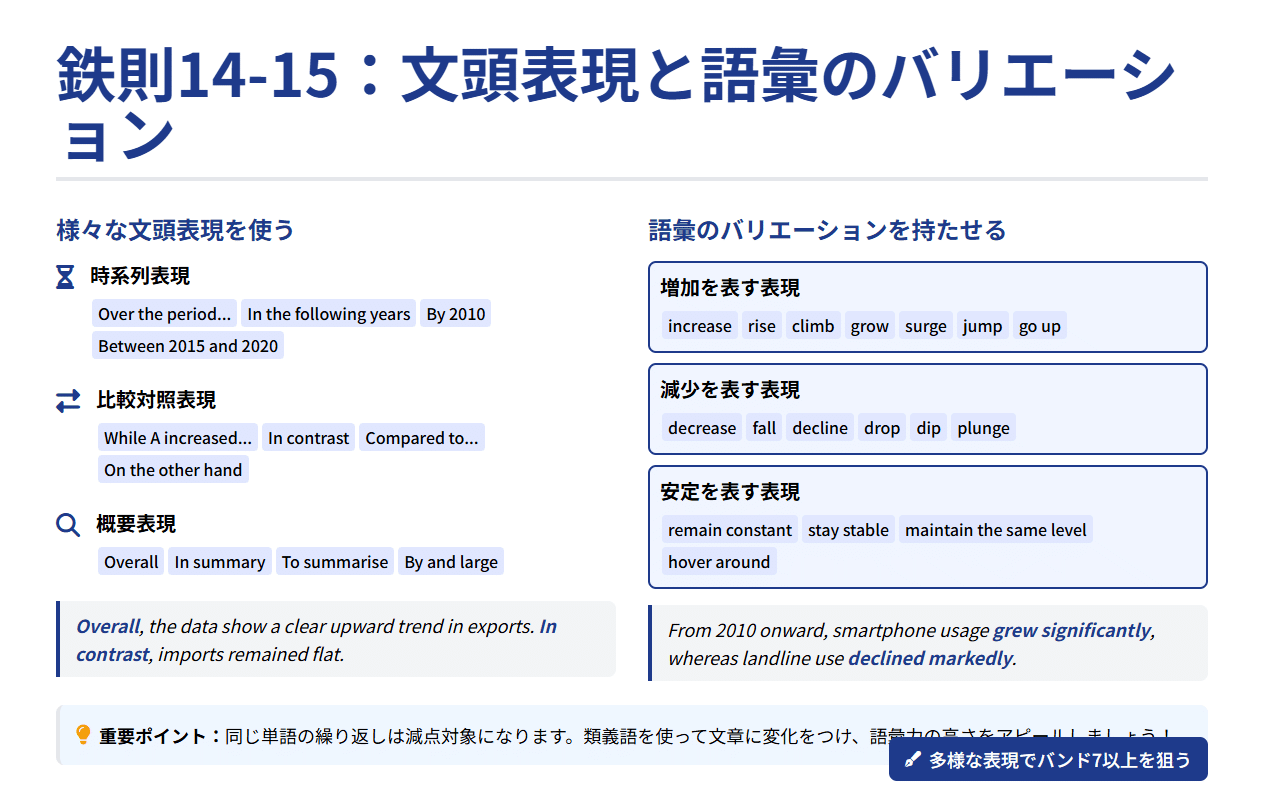 鉄則14-15：文頭表現と語彙のバリエーシ
ョン
様々な文頭表現を使う
時系列表現
Over the period... In the following years By 2010
Between 2015 and 2020
比較対照表現
While A increased... In contrast Compared to...
On the other hand
概要表現
Overall In summary To summarise By and large
Overall, the data show a clear upward trend in exports. In
contrast, imports remained flat.
語彙のバリエーションを持たせる
増加を表す表現
increase rise climb grow surge jump go up
減少を表す表現
decrease fall decline drop dip plunge
安定を表す表現
remain constant stay stable maintain the same level
hover around
From 2010 onward, smartphone usage grew significantly,
whereas landline use declined markedly.
重要ポイント：同じ単語の繰り返しは減点対象になります。類義語を使って文章に変化をつけ、語彙力の高さをアピールしましょう！
多様な表現でバンド7以上を狙う